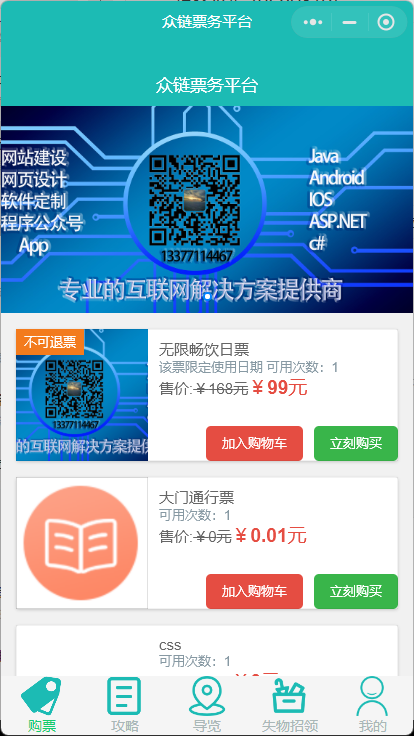 众链票务平台
众链票务平台
网站建设
网页设计
软件定制
程序公众号
App
Java
Android
IOS
ASP.NET
c#
13377114467
专业的互联网解决方案提供商
不可退票
13377114467
的互联网解决方案提供
无限畅饮日票
该票限定使用日期 可用次数：1
售价:￥168元￥99元
加入购物车 立刻购买
大门通行票
可用次数：1
售价:￥0元￥0.01元
加入购物车 立刻购买
css
可用次数：1
购票 攻略 导览 失物招领 我的